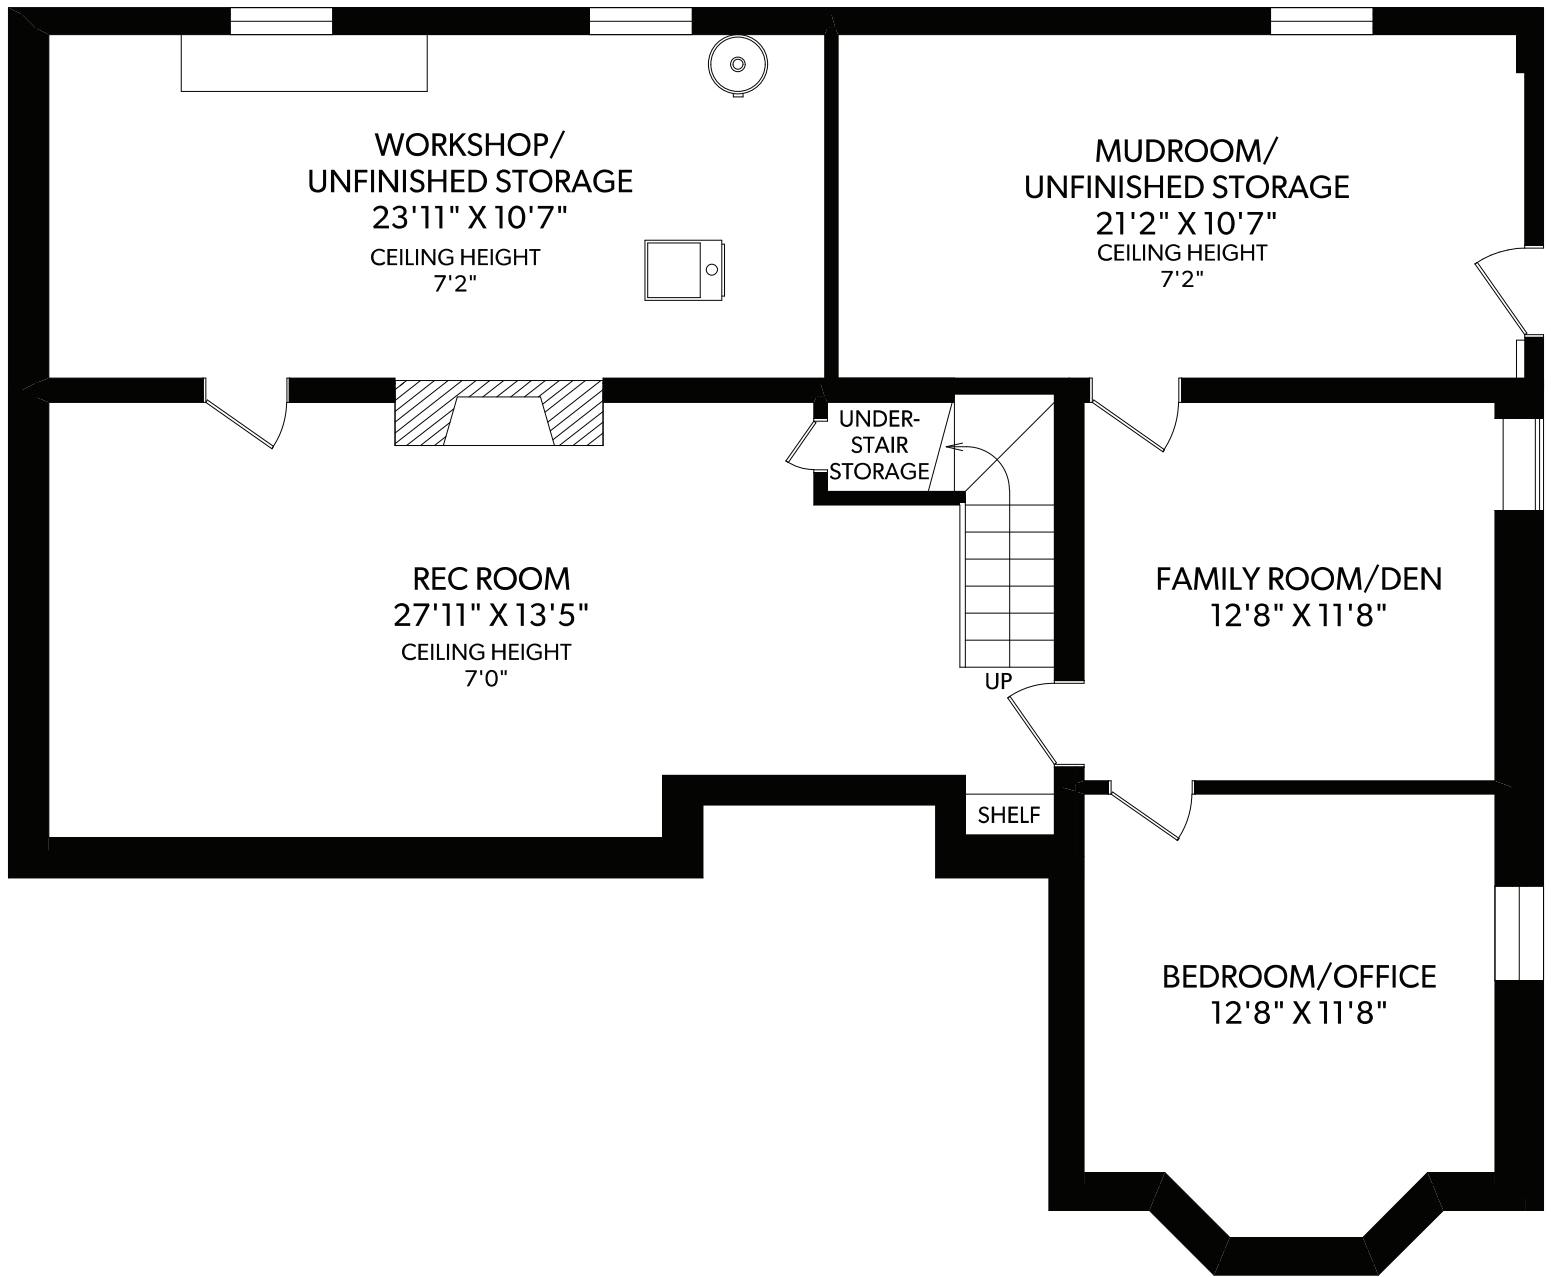 WORKSHOP/
UNFINISHED STORAGE
23'11" X 10'7"
CEILING HEIGHT
7'2"
MUDROOM/
UNFINISHED STORAGE
21'2" X 10'7"
CEILING HEIGHT
7'2"
UNDER-
STAIR
STORAGE
REC ROOM
27'11" X 13'5"
CEILING HEIGHT
7'0"
UP
FAMILY ROOM/DEN
12'8" X 11'8"
SHELF
BEDROOM/OFFICE
12'8" X 11'8"